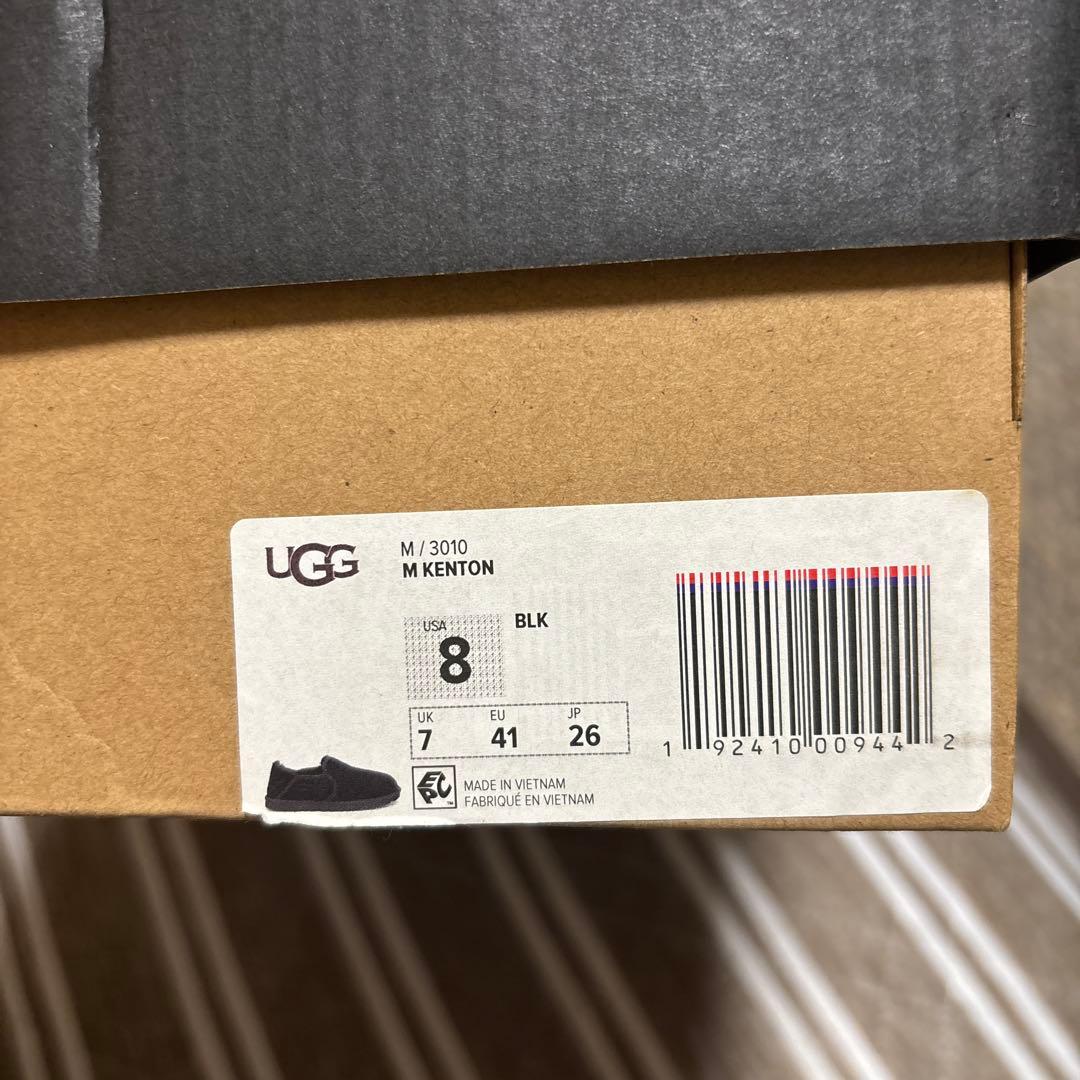 UGG
M / 3010
M KENTON
USA
8
BLK
UK
7
EU
41
JP
26
EPC™
MADE IN VIETNAM
FABRIQUÉ EN VIETNAM
1 92410 00944 2